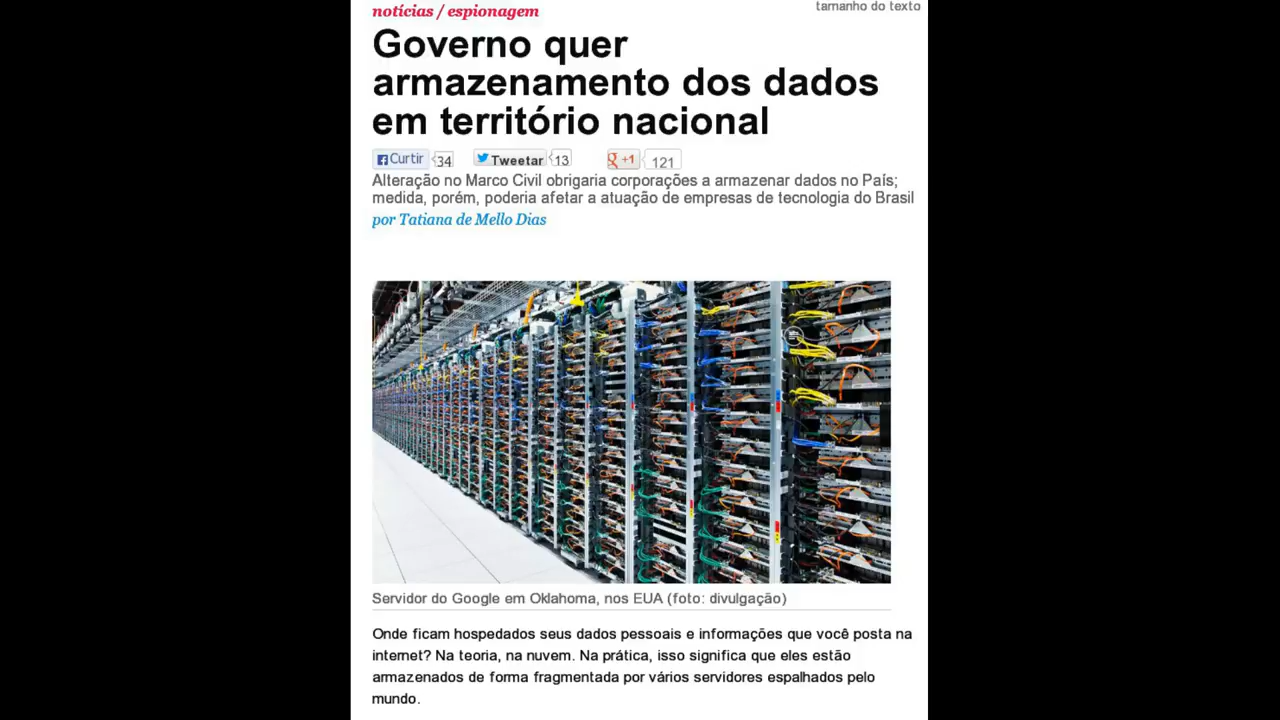 notícias / espionagem
tamanho do texto
Governo quer
armazenamento dos dados
em território nacional
Curtir 34 Tweetar 13 g +1 121
Alteração no Marco Civil obrigaria corporações a armazenar dados no País;
medida, porém, poderia afetar a atuação de empresas de tecnologia do Brasil
por Tatiana de Mello Dias
Servidor do Google em Oklahoma, nos EUA (foto: divulgação)
Onde ficam hospedados seus dados pessoais e informações que você posta na
internet? Na teoria, na nuvem. Na prática, isso significa que eles estão
armazenados de forma fragmentada por vários servidores espalhados pelo
mundo.